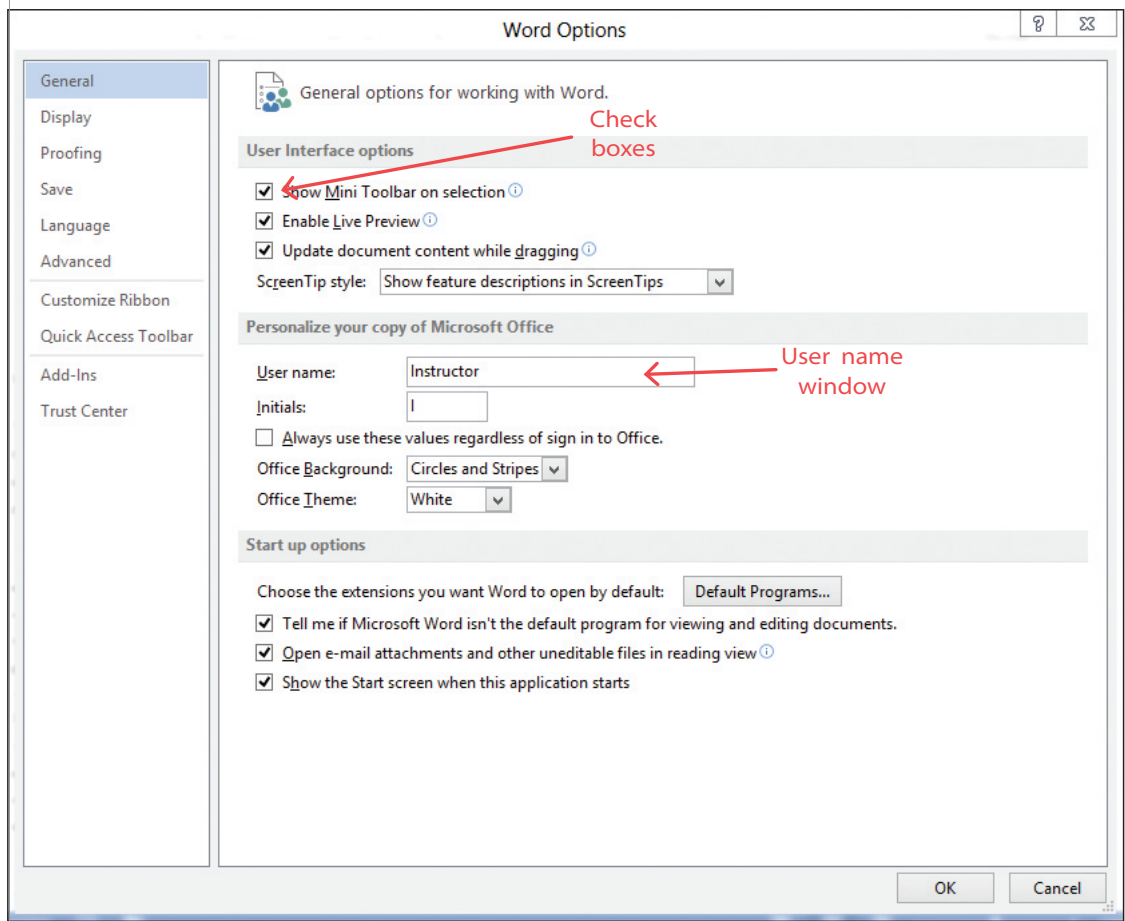 Word Options
General
Display
Proofing
Save
Language
Advanced
Customize Ribbon
Quick Access Toolbar
Add-Ins
Trust Center
General options for working with Word.
Check
boxes
User Interface options
Show Mini Toolbar on selection
Enable Live Preview
Update document content while dragging
ScreenTip style: Show feature descriptions in ScreenTips
Personalize your copy of Microsoft Office
User name
window
User name: Instructor
Initials: I
Always use these values regardless of sign in to Office.
Office Background: Circles and Stripes
Office Theme: White
Start up options
Choose the extensions you want Word to open by default: Default Programs...
Tell me if Microsoft Word isn't the default program for viewing and editing documents.
Open e-mail attachments and other uneditable files in reading view
Show the Start screen when this application starts
OK Cancel